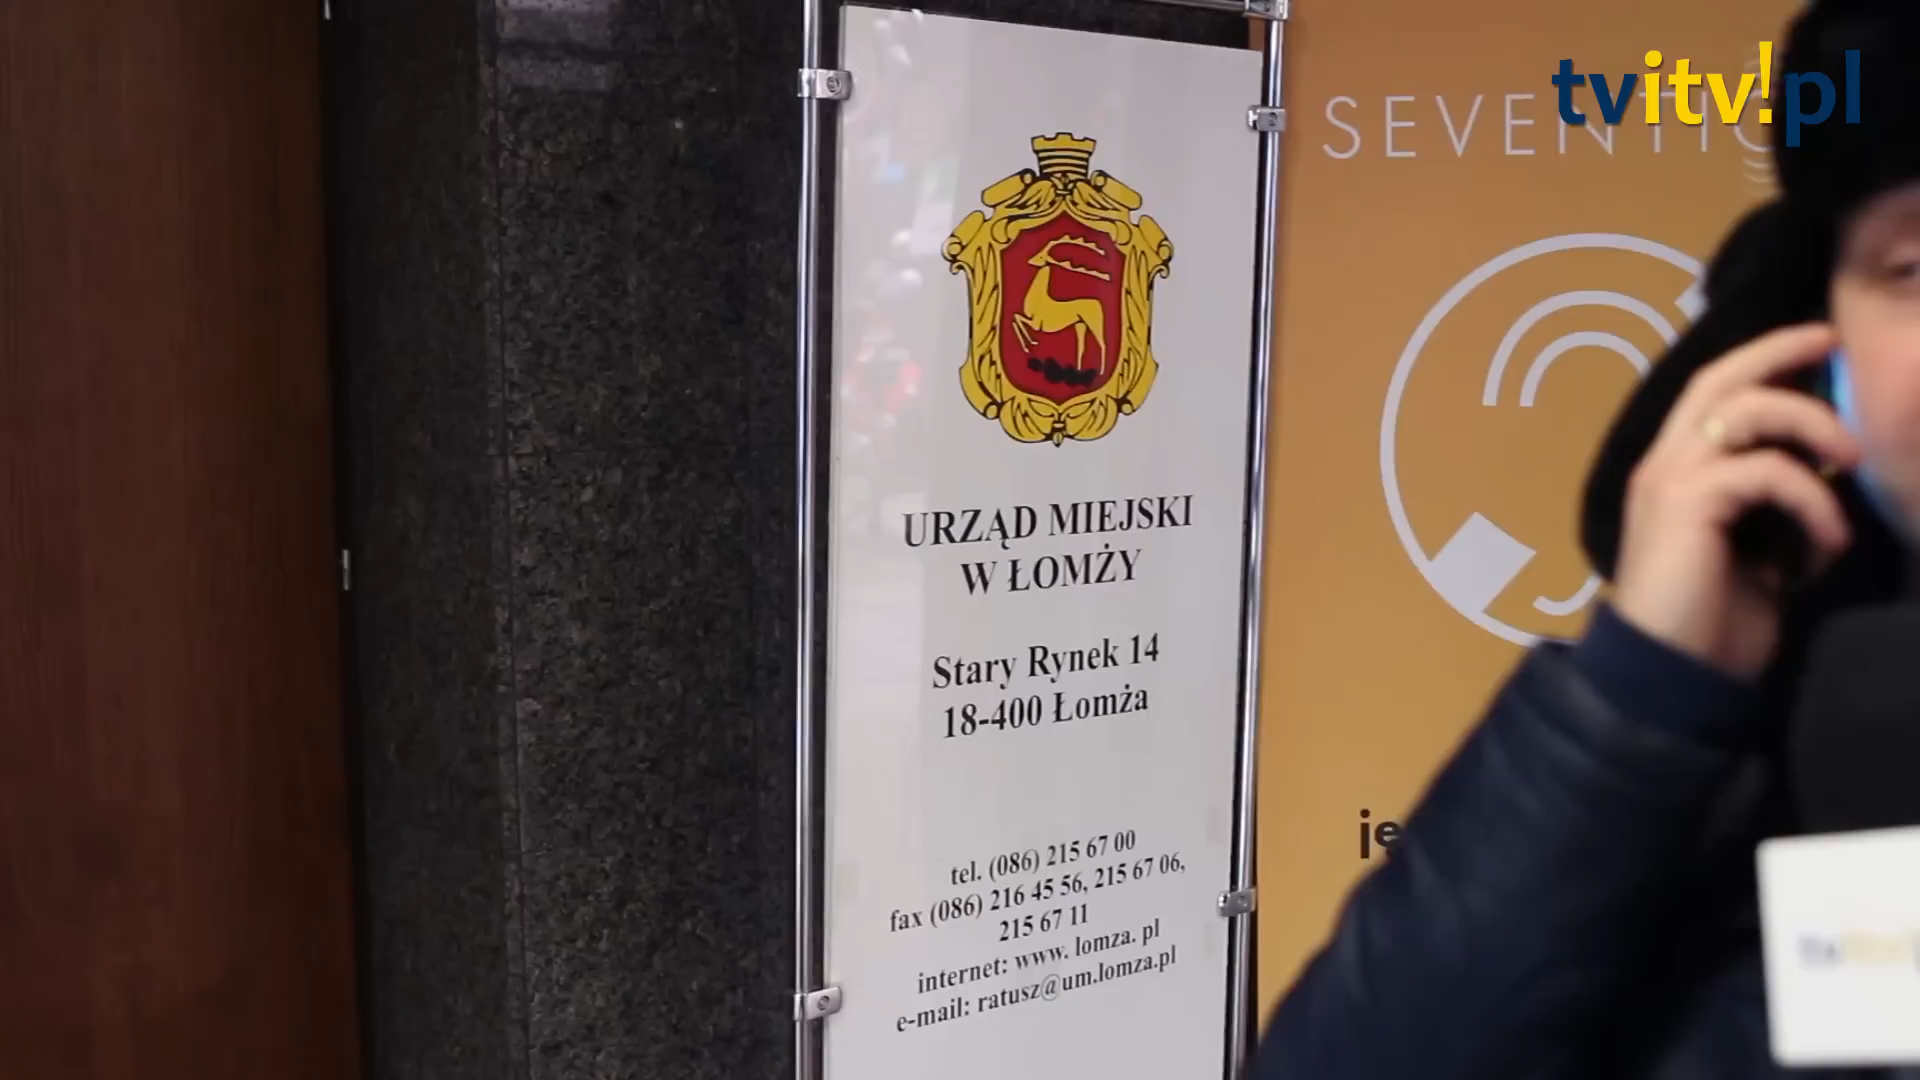 tvitv!.pl
URZĄD MIEJSKI
W ŁOMŻY
Stary Rynek 14
18-400 Łomża
tel. (086) 215 67 00
fax (086) 216 45 56, 215 67 06,
215 67 11
internet: www. lomza. pl
e-mail: ratusz@um.lomza.pl